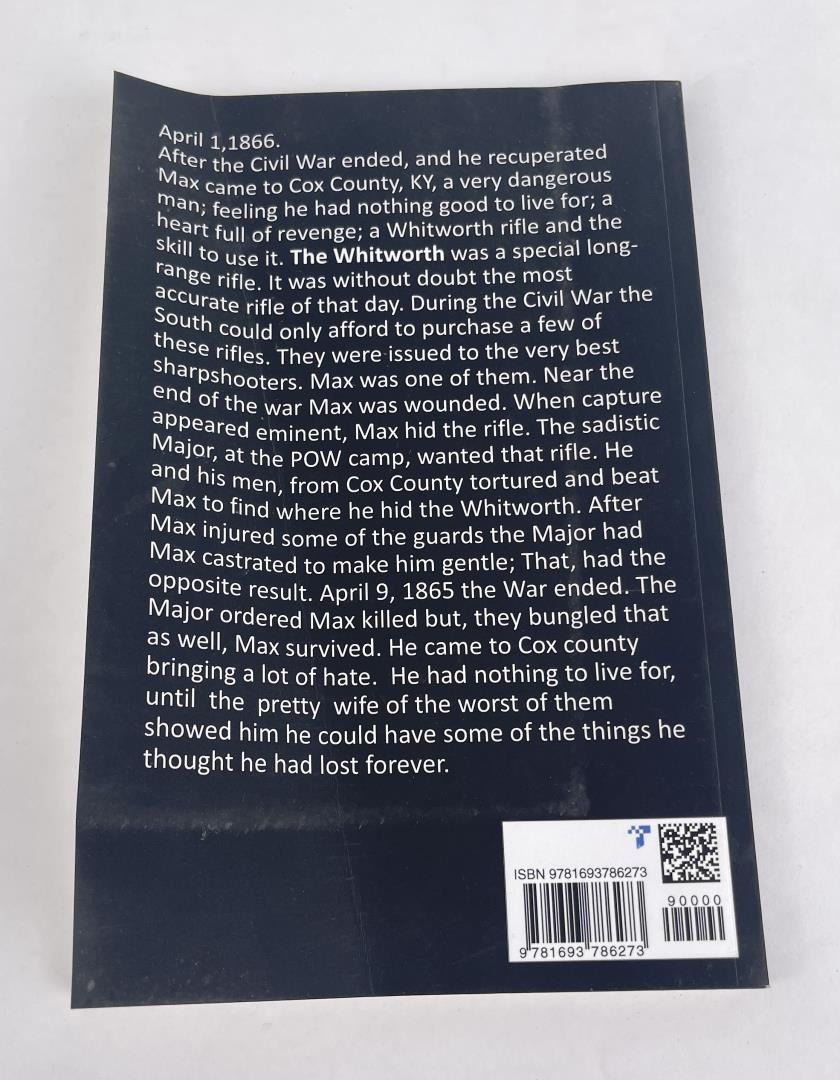 April 1,1866.
After the Civil War ended, and he recuperated
Max came to Cox County, KY, a very dangerous
man; feeling he had nothing good to live for; a
heart full of revenge; a Whitworth rifle and the
skill to use it. The Whitworth was a special long-
range rifle. It was without doubt the most
accurate rifle of that day. During the Civil War the
South could only afford to purchase a few of
these rifles. They were issued to the very best
sharpshooters. Max was one of them. Near the
end of the war Max was wounded. When capture
appeared eminent, Max hid the rifle. The sadistic
Major, at the POW camp, wanted that rifle. He
and his men, from Cox County tortured and beat
Max to find where he hid the Whitworth. After
Max injured some of the guards the Major had
Max castrated to make him gentle; That, had the
opposite result. April 9, 1865 the War ended. The
Major ordered Max killed but, they bungled that
as well, Max survived. He came to Cox county
bringing a lot of hate. He had nothing to live for,
until the pretty wife of the worst of them
showed him he could have some of the things he
thought he had lost forever.
ISBN 9781693786273
90000
9 781693 786273